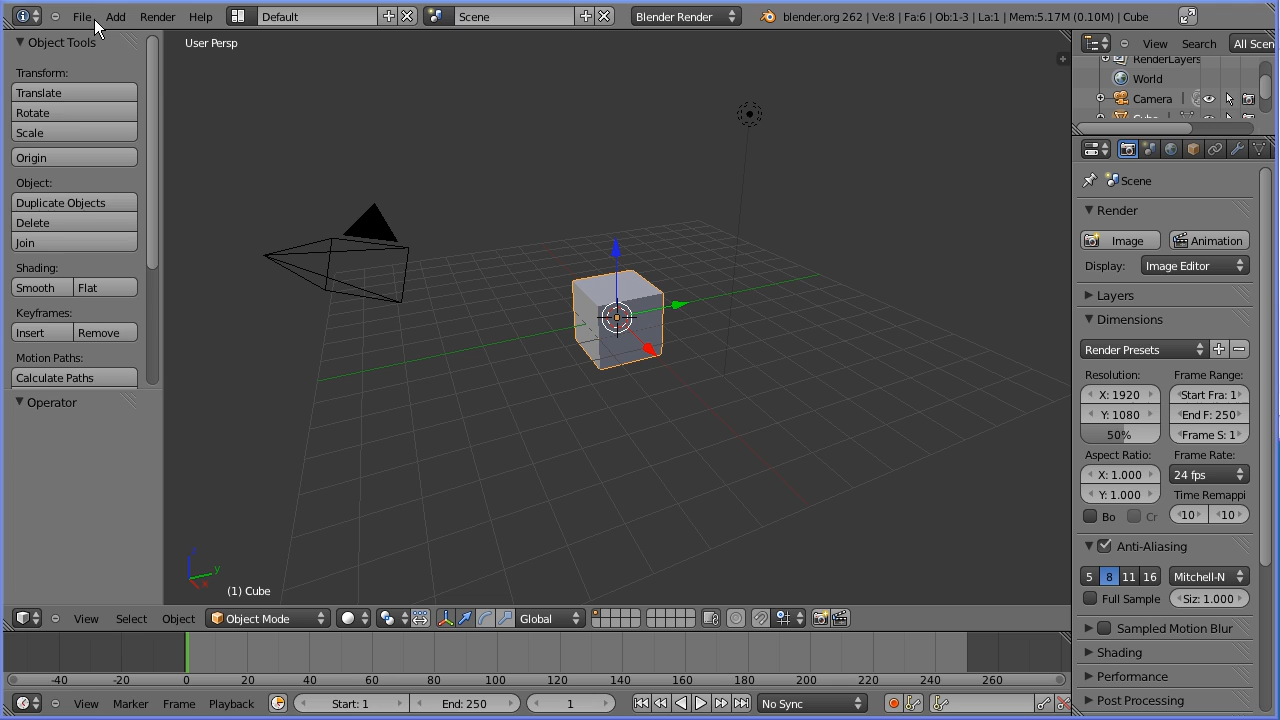 File Add Render Help Default Scene Blender Render blender.org 262 | Ve:8 | Fa:6 | Ob:1-3 | La:1 | Mem:5.17M (0.10M) | Cube
Object Tools
Transform:
Translate
Rotate
Scale
Origin
Object:
Duplicate Objects
Delete
Join
Shading:
Smooth Flat
Keyframes:
Insert Remove
Motion Paths:
Calculate Paths
Operator
User Persp
z
y
x
(1) Cube
View Search All Scen
RenderLayers
World
Camera
Scene
Render
Image Animation
Display: Image Editor
Layers
Dimensions
Render Presets
Resolution: Frame Range:
X: 1920 Start Fra: 1
Y: 1080 End F: 250
50% Frame S: 1
Aspect Ratio: Frame Rate:
X: 1.000 24 fps
Y: 1.000 Time Remappi
Bo Cr 10 10
Anti-Aliasing
5 8 11 16 Mitchell-N
Full Sample Siz: 1.000
Sampled Motion Blur
Shading
Performance
Post Processing
View Select Object Object Mode Global
-40 -20 0 20 40 60 80 100 120 140 160 180 200 220 240 260
View Marker Frame Playback Start: 1 End: 250 1 No Sync